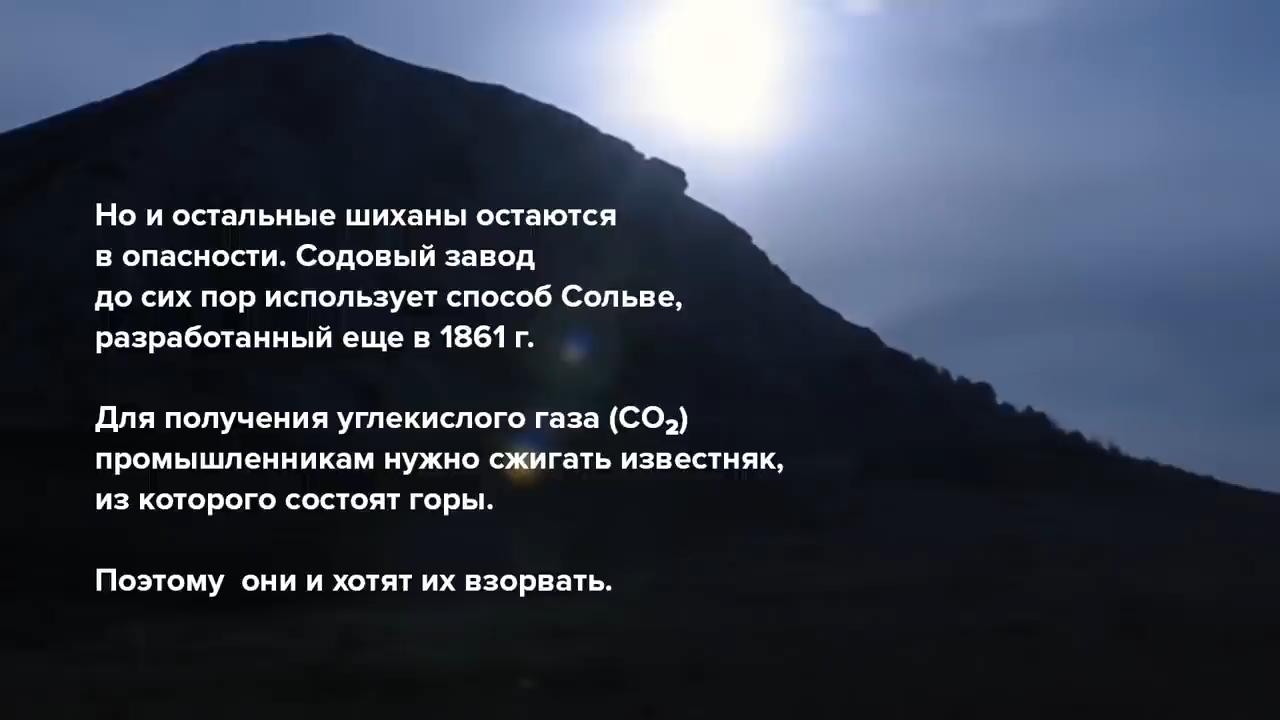 Но и остальные шиханы остаются
в опасности. Содовый завод
до сих пор использует способ Сольве,
разработанный еще в 1861 г.
Для получения углекислого газа (CO₂)
промышленникам нужно сжигать известняк,
из которого состоят горы.
Поэтому  они и хотят их взорвать.